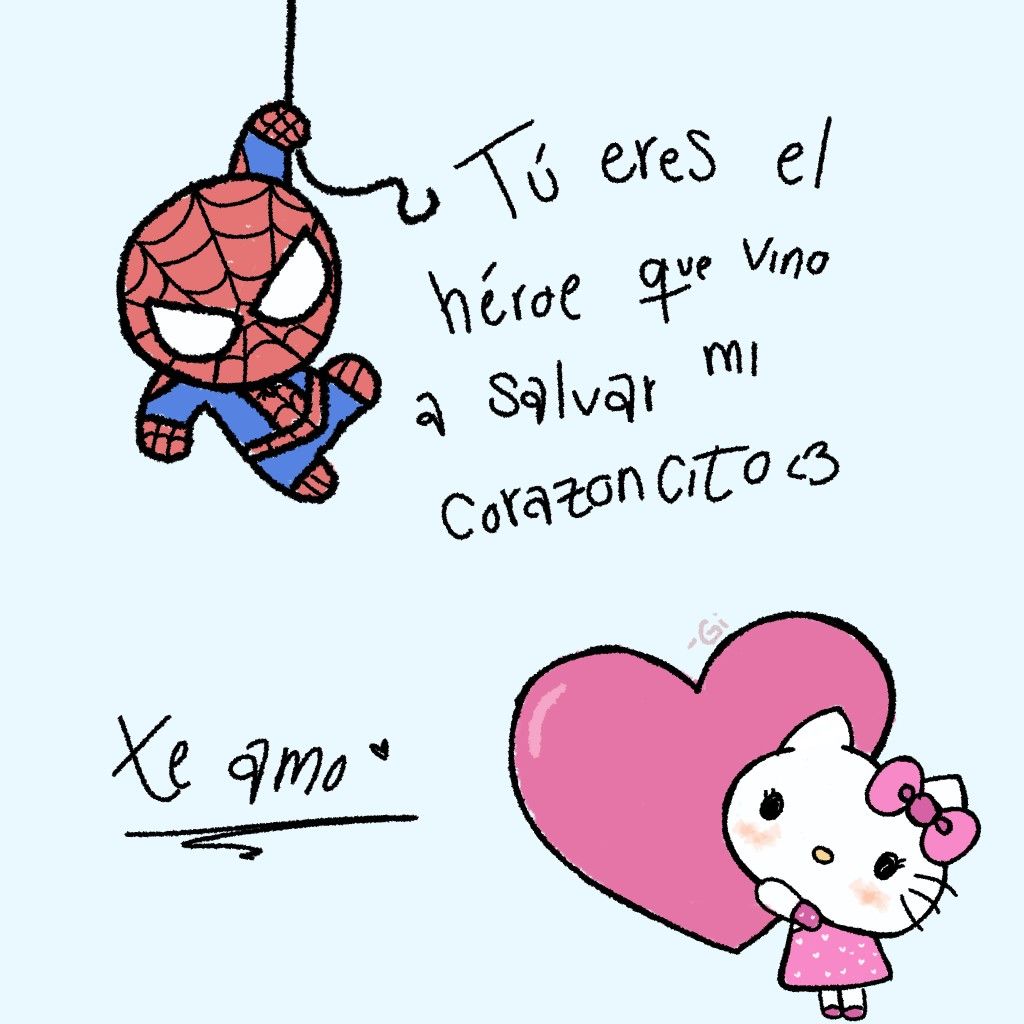 Tú eres el
héroe que vino
a salvar mi
corazoncito <3
-Gi
Te amo